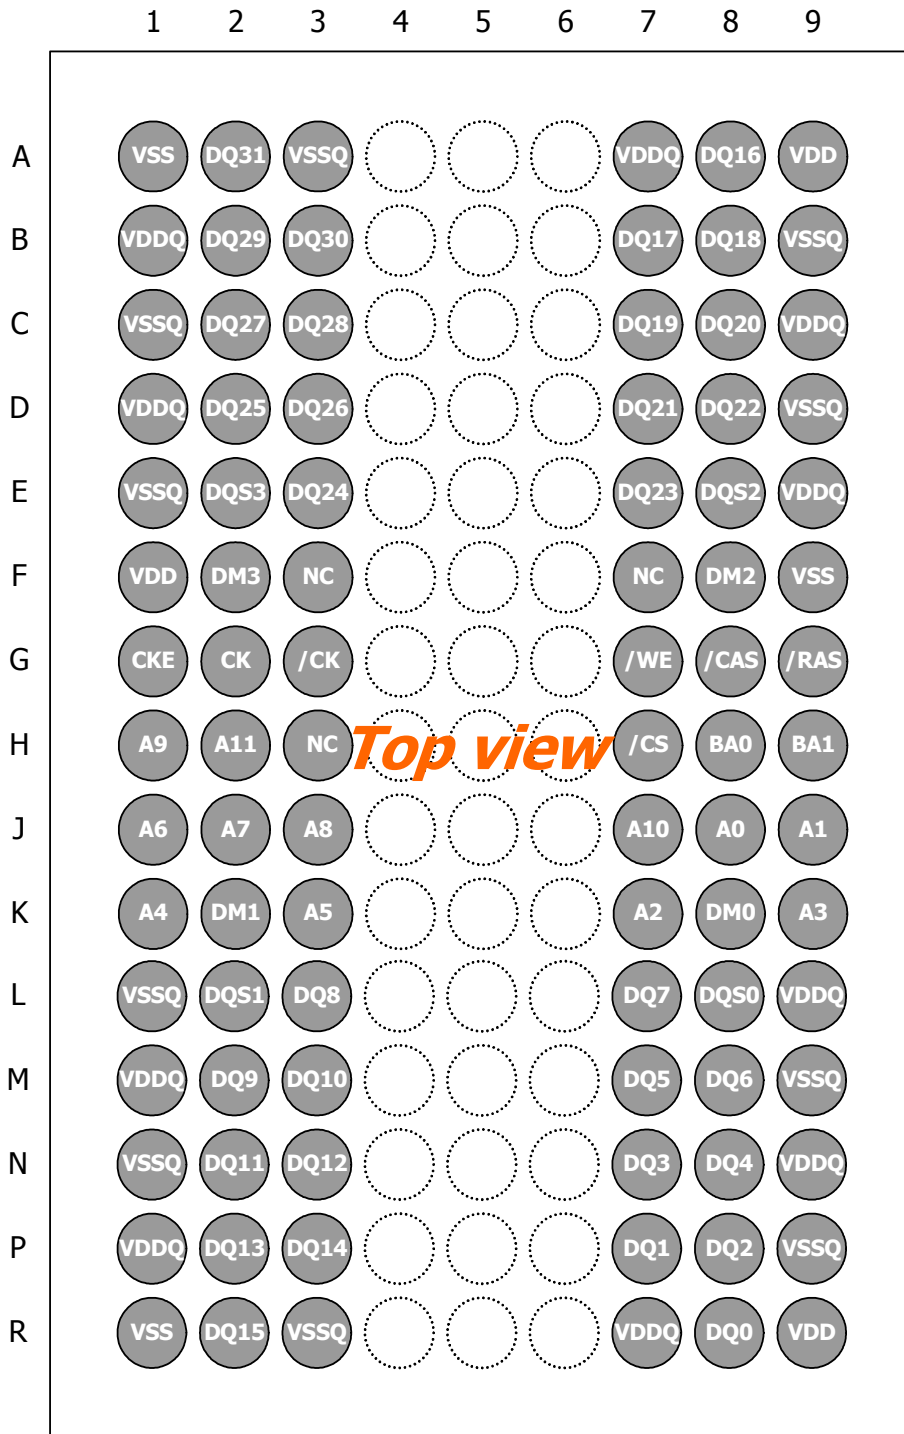 1 2 3 4 5 6 7 8 9
A VSS DQ31 VSSQ VDDQ DQ16 VDD
B VDDQ DQ29 DQ30 DQ17 DQ18 VSSQ
C VSSQ DQ27 DQ28 DQ19 DQ20 VDDQ
D VDDQ DQ25 DQ26 DQ21 DQ22 VSSQ
E VSSQ DQS3 DQ24 DQ23 DQS2 VDDQ
F VDD DM3 NC NC DM2 VSS
G CKE CK /CK /WE /CAS /RAS
H A9 A11 NC Top view /CS BA0 BA1
J A6 A7 A8 A10 A0 A1
K A4 DM1 A5 A2 DM0 A3
L VSSQ DQS1 DQ8 DQ7 DQS0 VDDQ
M VDDQ DQ9 DQ10 DQ5 DQ6 VSSQ
N VSSQ DQ11 DQ12 DQ3 DQ4 VDDQ
P VDDQ DQ13 DQ14 DQ1 DQ2 VSSQ
R VSS DQ15 VSSQ VDDQ DQ0 VDD